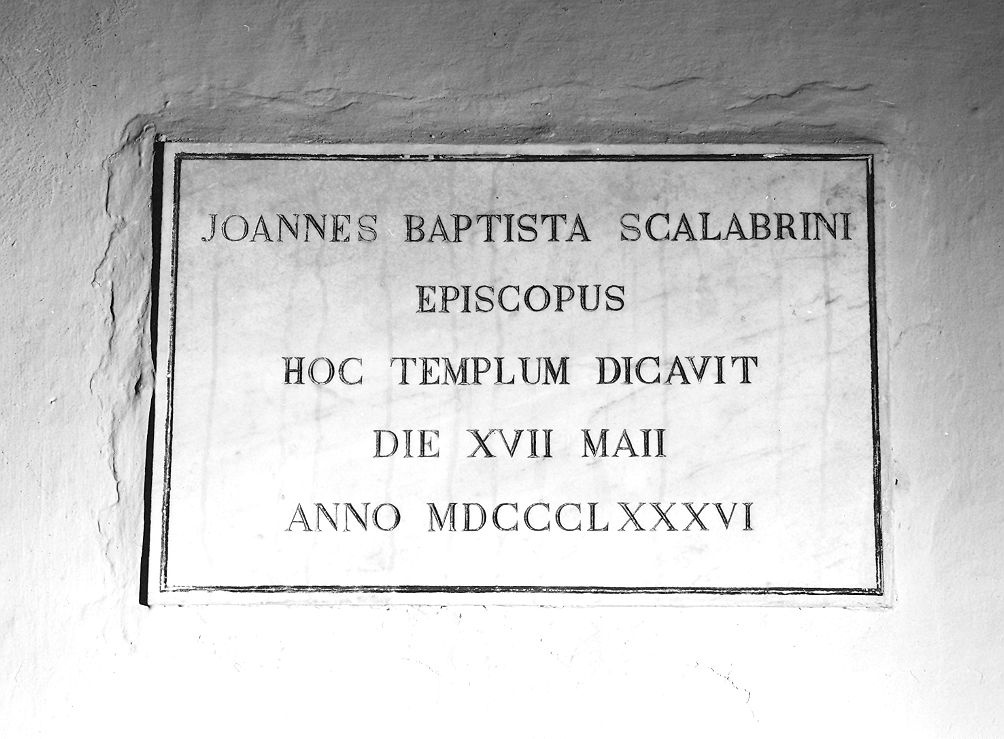 JOANNES BAPTISTA SCALABRINI
EPISCOPUS
HOC TEMPLUM DICAVIT
DIE XVII MAII
ANNO MDCCCLXXXVI